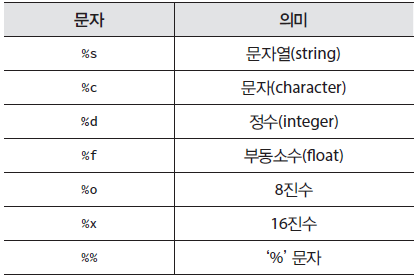 문자 의미
%s 문자열(string)
%c 문자(character)
%d 정수(integer)
%f 부동소수(float)
%o 8진수
%x 16진수
%% ‘%’ 문자